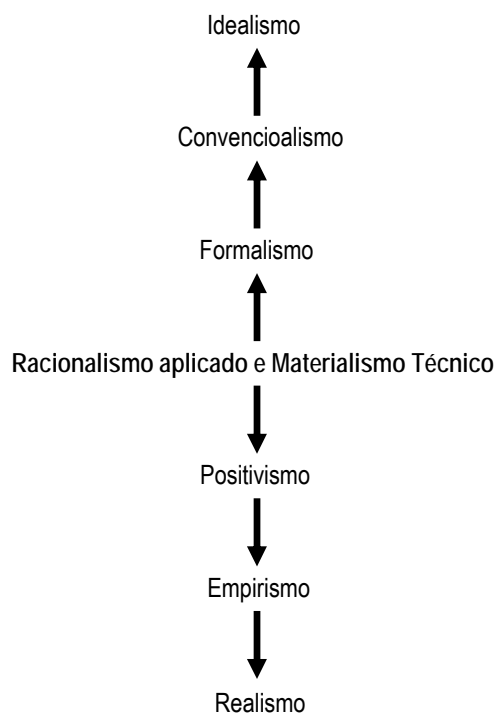 Idealismo
Convencioalismo
Formalismo
Racionalismo aplicado e Materialismo Técnico
Positivismo
Empirismo
Realismo